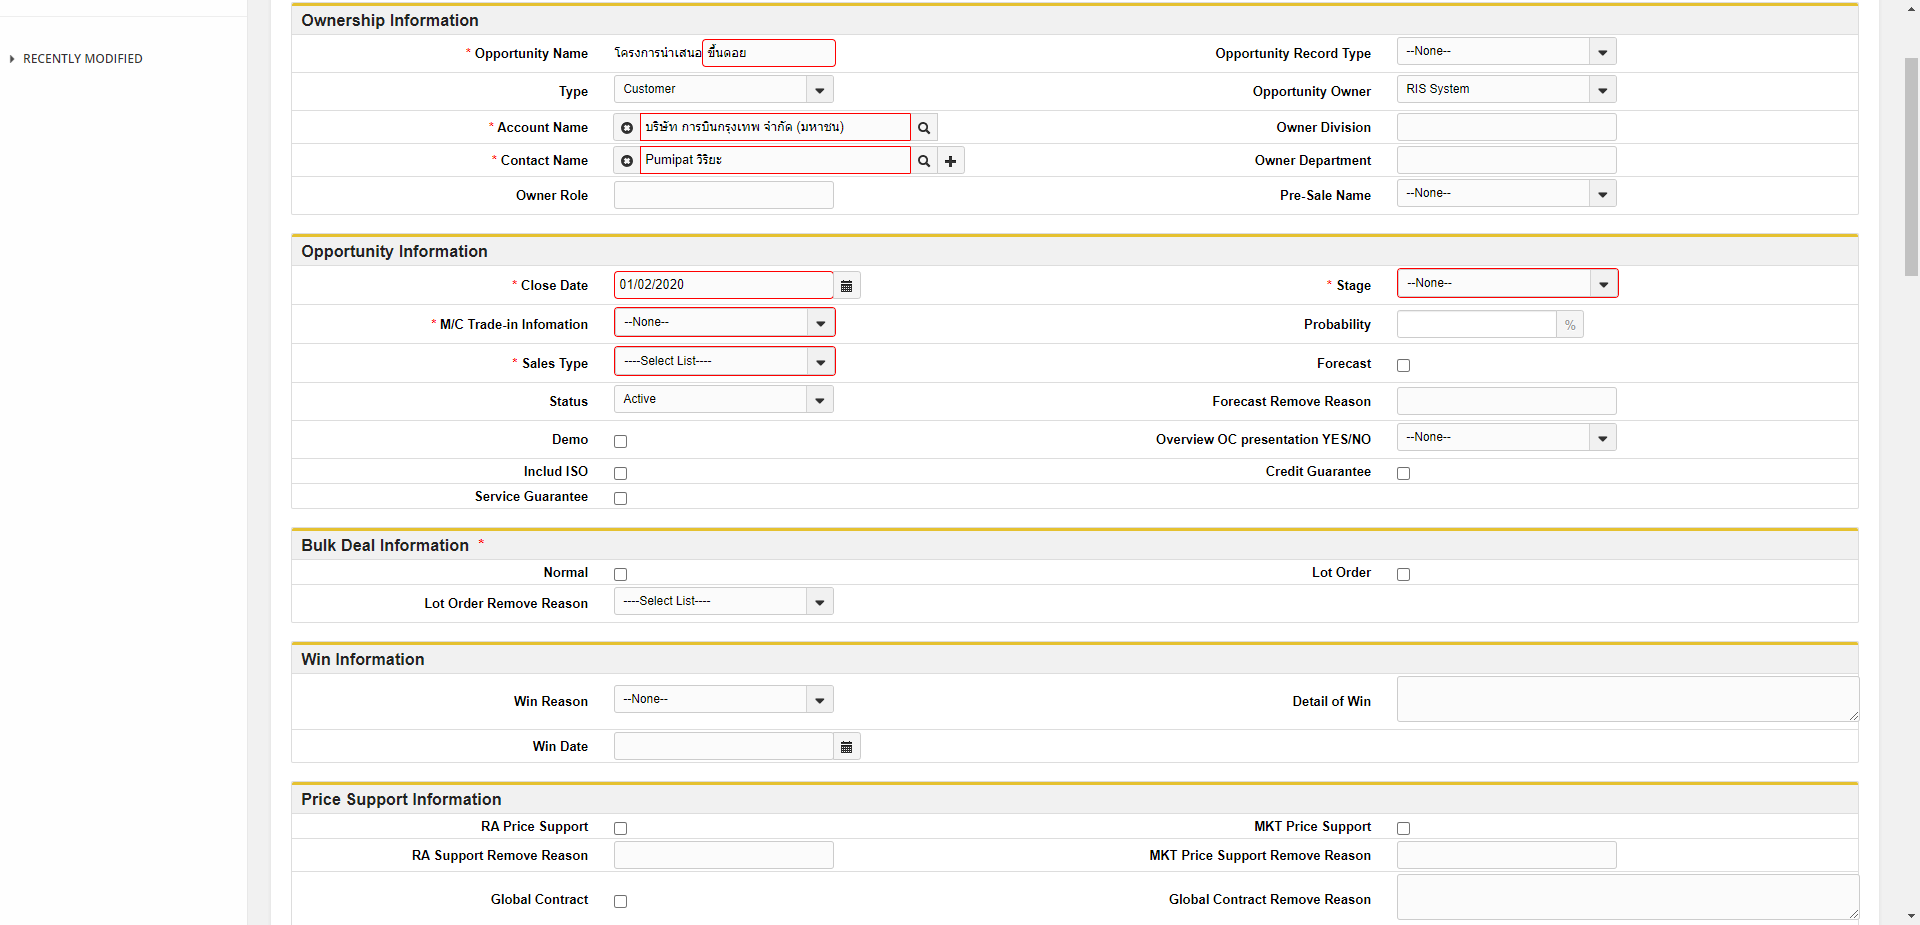 RECENTLY MODIFIED
Ownership Information
* Opportunity Name โครงการนำเสนอ ขึ้นดอย Opportunity Record Type --None--
Type Customer Opportunity Owner RIS System
* Account Name บริษัท การบินกรุงเทพ จำกัด (มหาชน) Owner Division
* Contact Name Pumipat วิริยะ Owner Department
Owner Role Pre-Sale Name --None--
Opportunity Information
* Close Date 01/02/2020 * Stage --None--
* M/C Trade-in Infomation --None-- Probability %
* Sales Type ----Select List---- Forecast
Status Active Forecast Remove Reason
Demo Overview OC presentation YES/NO --None--
Includ ISO Credit Guarantee
Service Guarantee
Bulk Deal Information *
Normal Lot Order
Lot Order Remove Reason ----Select List----
Win Information
Win Reason --None-- Detail of Win
Win Date
Price Support Information
RA Price Support MKT Price Support
RA Support Remove Reason MKT Price Support Remove Reason
Global Contract Global Contract Remove Reason